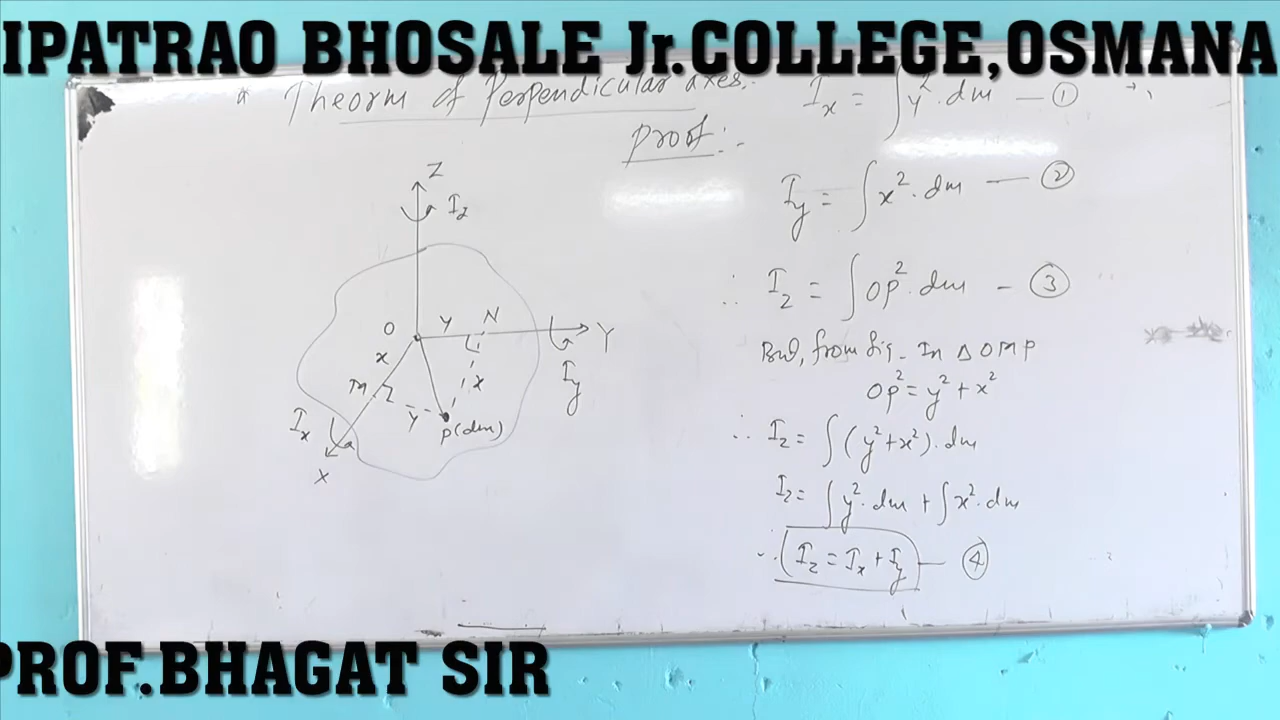 IPATRAO BHOSALE Jr.COLLEGE,OSMANA
* Theorm of Perpendicular axes:-
proof:-
Z
Iz
O
y
N
Y
x
M
x
Iy
y
P(dm)
Ix
X
Ix = ∫y². dm — ①
Iy = ∫x². dm — ②
∴ Iz = ∫OP². dm - ③
But, from fig. In Δ OMP
OP² = y² + x²
∴ Iz = ∫(y²+x²). dm
Iz = ∫y². dm + ∫x². dm
∴ Iz = Ix + Iy — ④
PROF.BHAGAT SIR